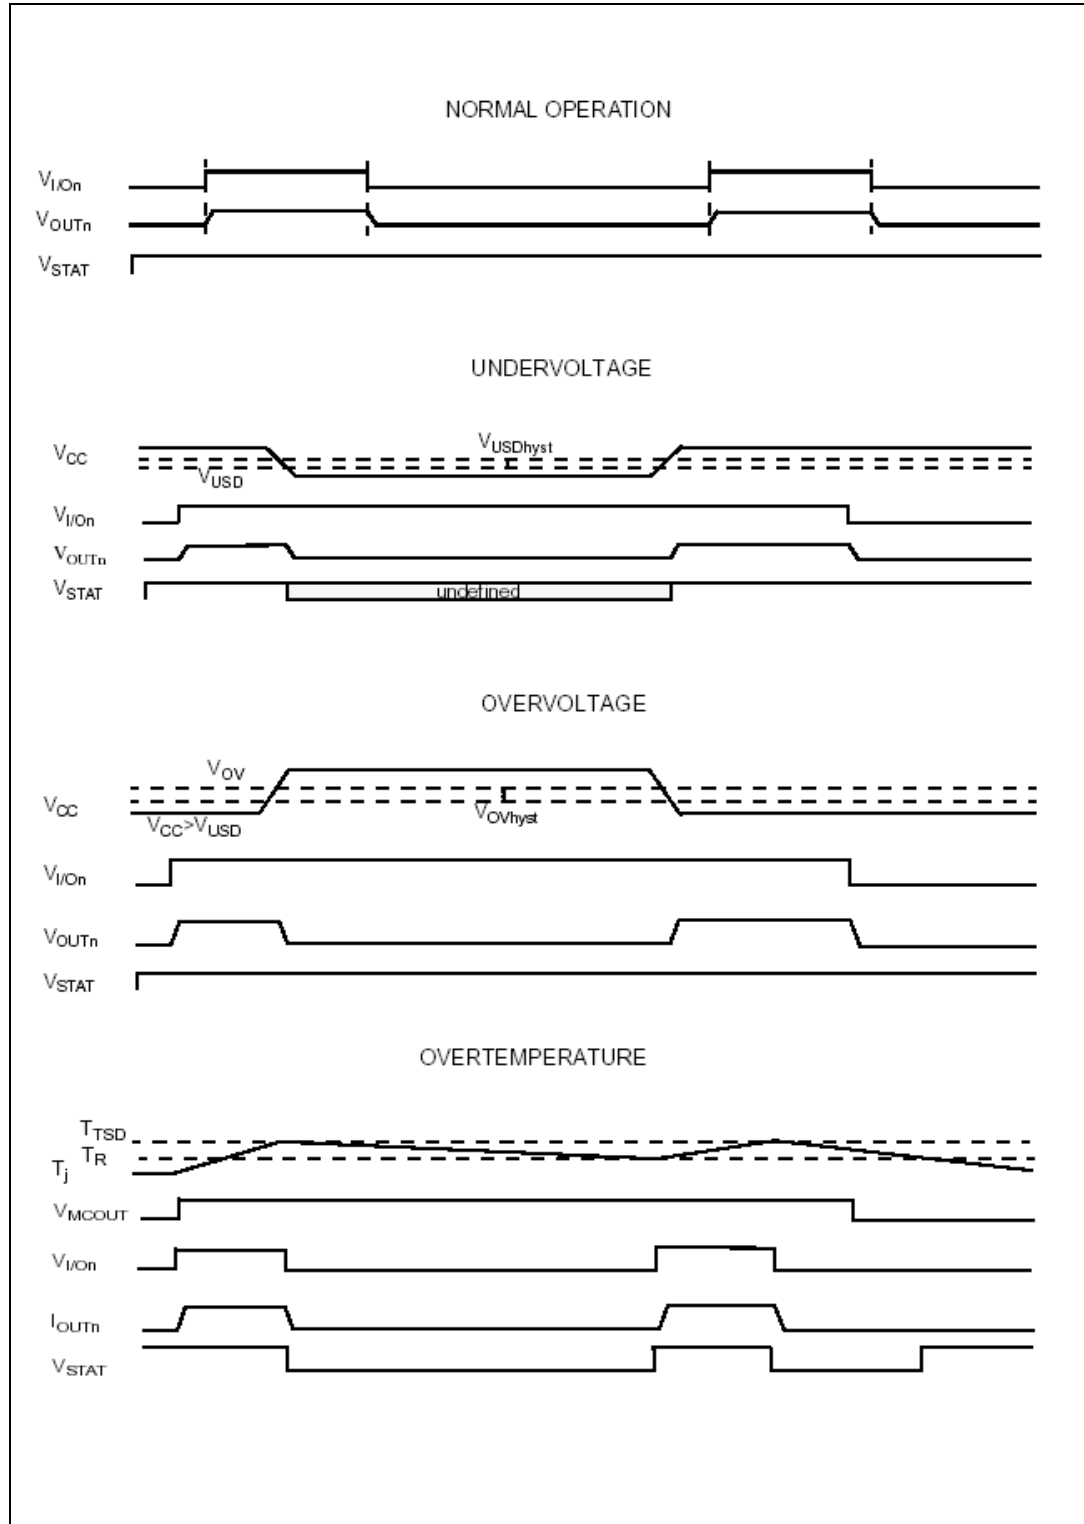 NORMAL OPERATION
VI/On
VOUTn
VSTAT
UNDERVOLTAGE
VCC
VUSDhyst
VUSD
VI/On
VOUTn
VSTAT
undefined
OVERVOLTAGE
VOV
VCC
VOVhyst
VCC>VUSD
VI/On
VOUTn
VSTAT
OVERTEMPERATURE
TTSD
TR
Tj
VMCOUT
VI/On
IOUTn
VSTAT